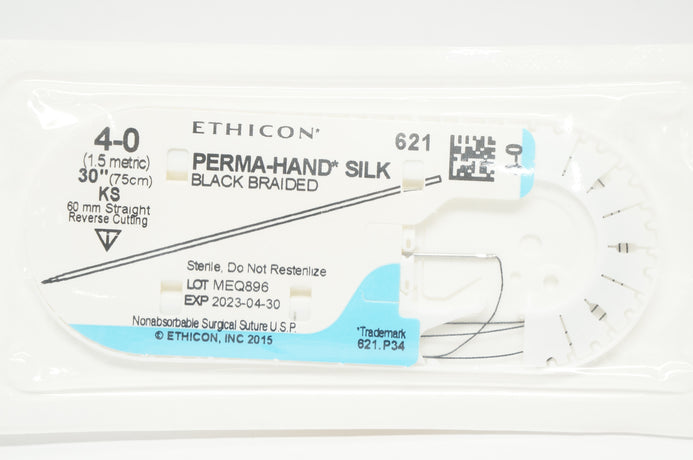 ETHICON*
4-0
(1.5 metric)
30" (75cm)
KS
60 mm Straight
Reverse Cutting
621
PERMA-HAND* SILK
BLACK BRAIDED
Sterile, Do Not Resterilize
LOT MEQ896
EXP 2023-04-30
Nonabsorbable Surgical Suture U.S.P.
© ETHICON, INC 2015
*Trademark
621.P34